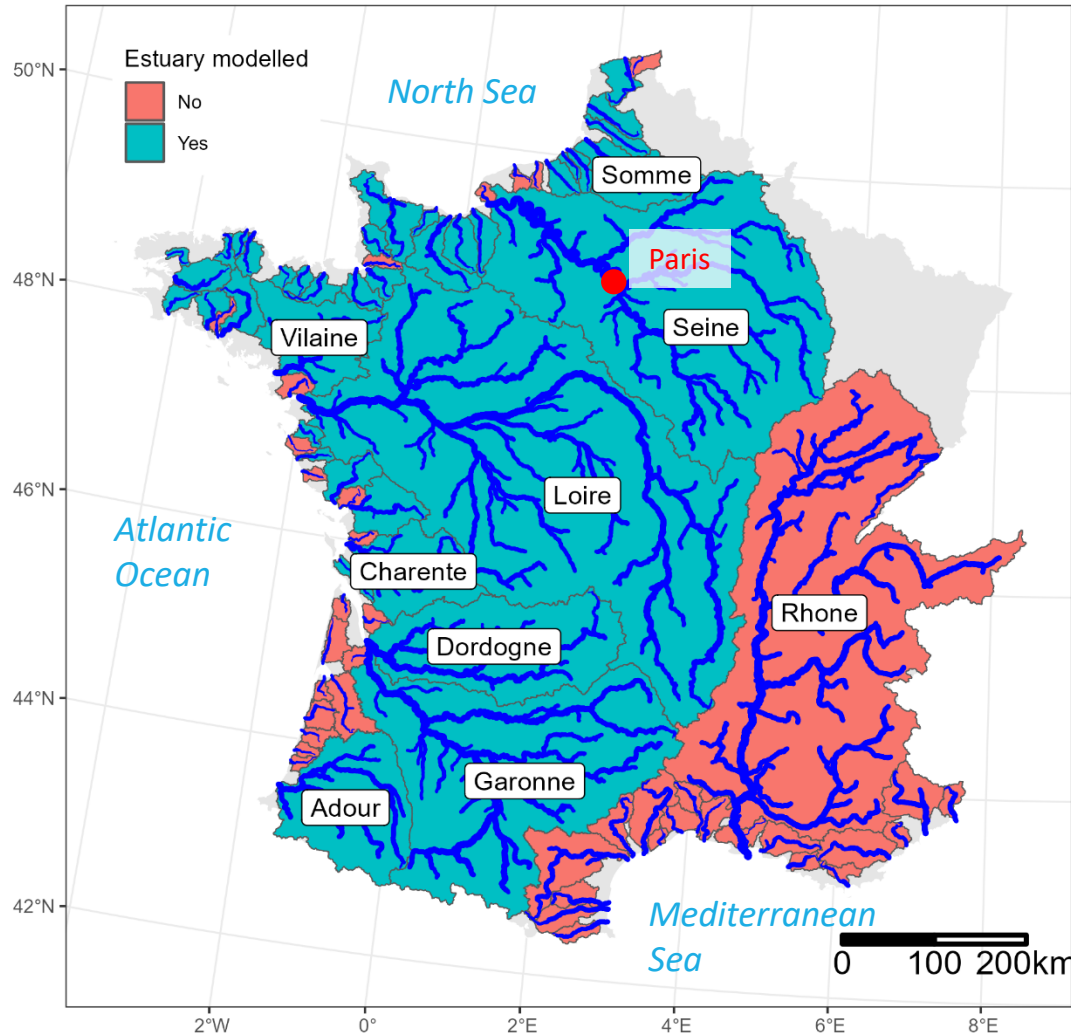 Estuary modelled
No
Yes
50°N
48°N
46°N
44°N
42°N
North Sea
Somme
Paris
Seine
Vilaine
Loire
Atlantic
Ocean
Charente
Rhone
Dordogne
Garonne
Adour
Mediterranean
Sea
0 100 200km
2°W 0° 2°E 4°E 6°E 8°E